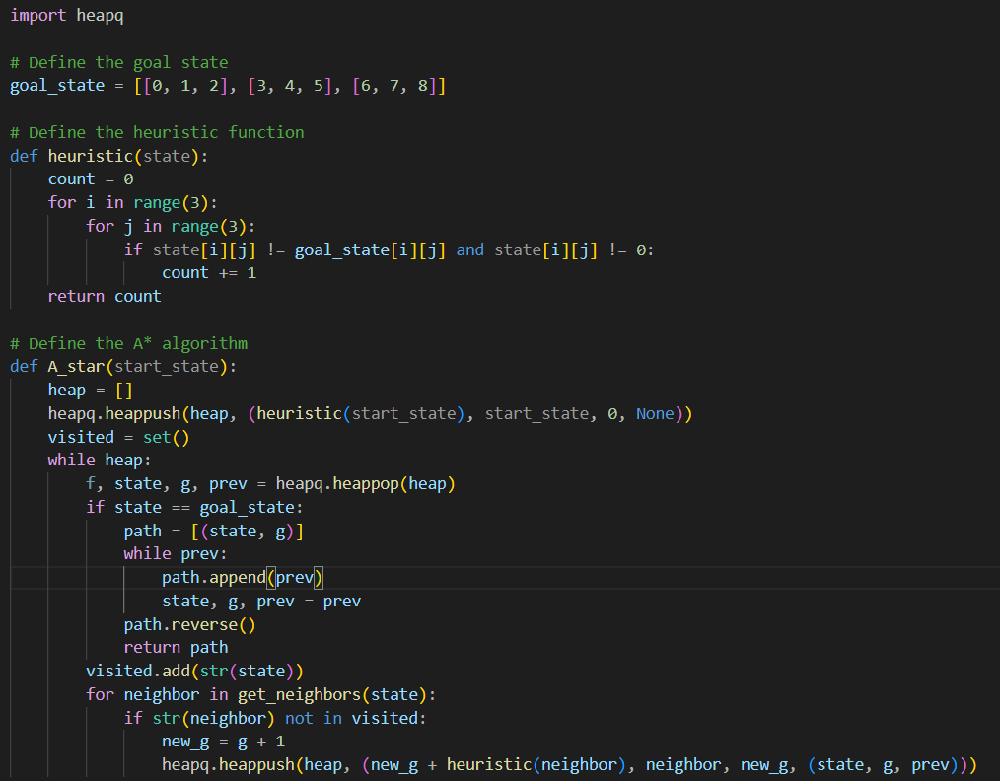 import heapq

# Define the goal state
goal_state = [[0, 1, 2], [3, 4, 5], [6, 7, 8]]

# Define the heuristic function
def heuristic(state):
    count = 0
    for i in range(3):
        for j in range(3):
            if state[i][j] != goal_state[i][j] and state[i][j] != 0:
                count += 1
    return count

# Define the A* algorithm
def A_star(start_state):
    heap = []
    heapq.heappush(heap, (heuristic(start_state), start_state, 0, None))
    visited = set()
    while heap:
        f, state, g, prev = heapq.heappop(heap)
        if state == goal_state:
            path = [(state, g)]
            while prev:
                path.append(prev)
                state, g, prev = prev
            path.reverse()
            return path
        visited.add(str(state))
        for neighbor in get_neighbors(state):
            if str(neighbor) not in visited:
                new_g = g + 1
                heapq.heappush(heap, (new_g + heuristic(neighbor), neighbor, new_g, (state, g, prev)))